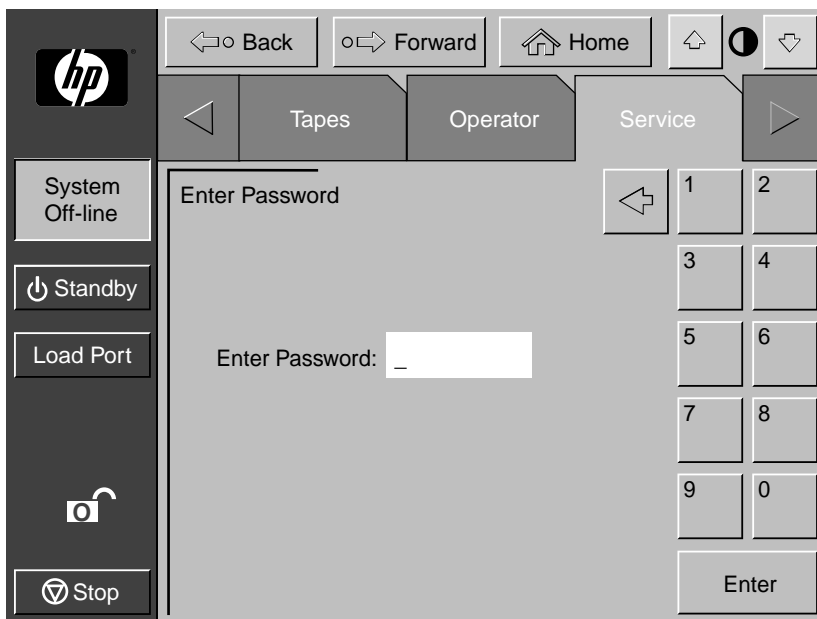 hp
Back
Forward
Home
Tapes
Operator
Service
System
Off-line
Standby
Load Port
O
Stop
Enter Password
Enter Password: _
1 2
3 4
5 6
7 8
9 0
Enter